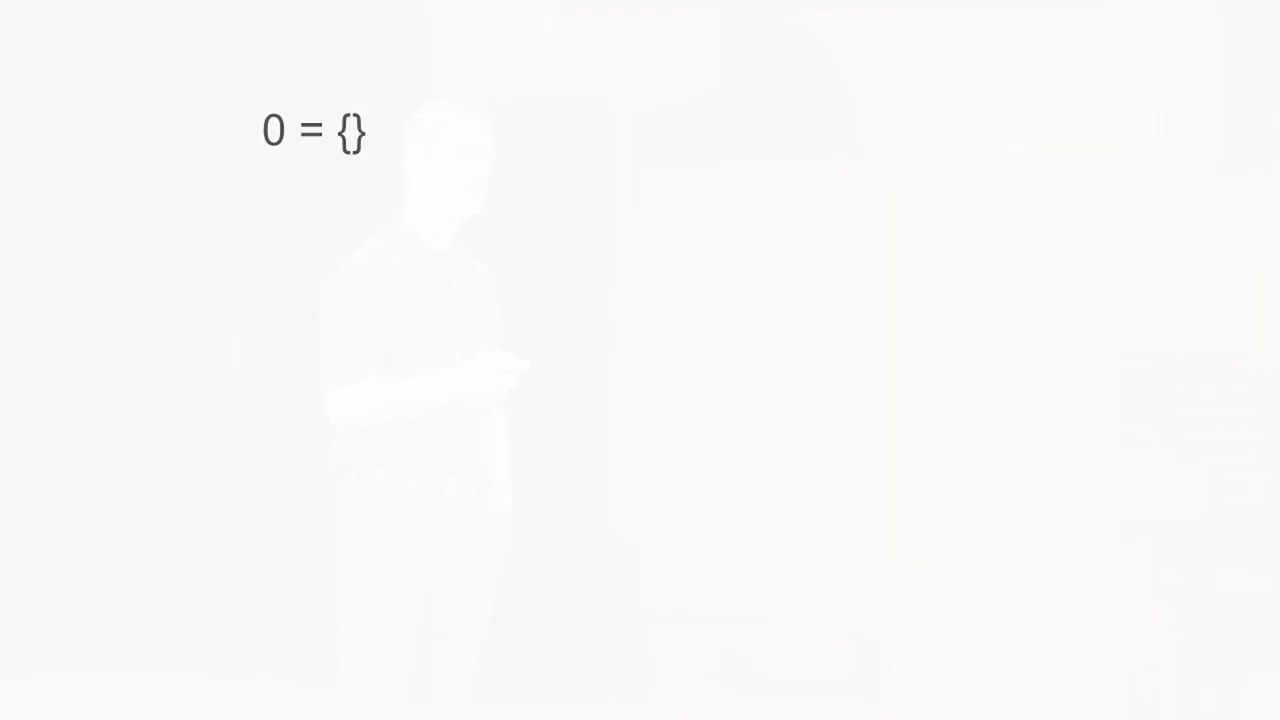 0 = {}